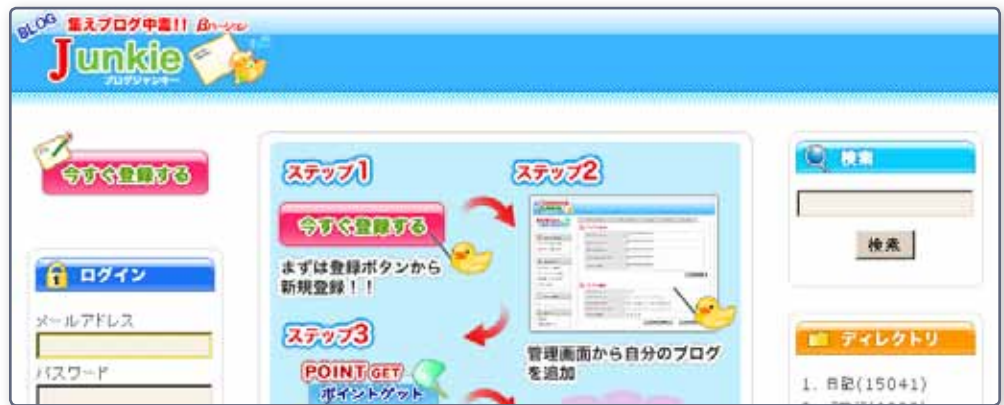 BLOG 集えブログ中毒!! βバージョン
Junkie
ブログジャンキー
今すぐ登録する
ログイン
メールアドレス
パスワード
ステップ1
今すぐ登録する
まずは登録ボタンから
新規登録！！
ステップ2
管理画面から自分のブログ
を追加
ステップ3
POINT GET
ポイントゲット
検索
検索
ディレクトリ
1. 日記(15041)